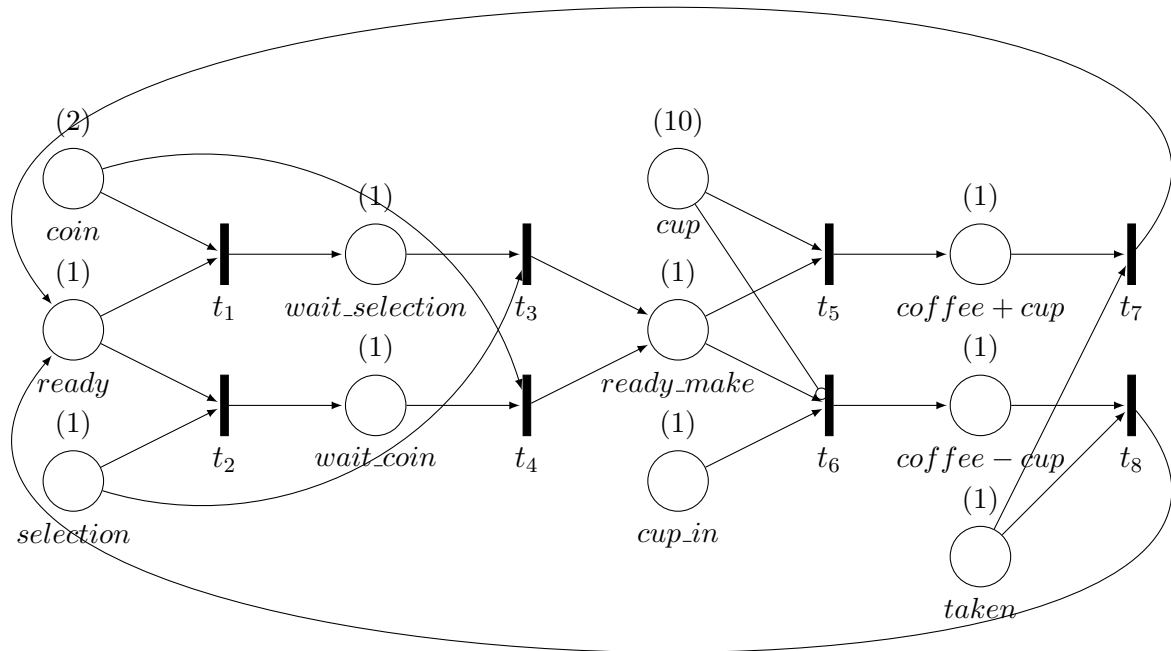 (2)
(10)
coin
cup
(1)
(1)
(1)
(1)
(1)
t1
wait_selection
t3
t5
coffee + cup
t7
ready
ready_make
(1)
(1)
(1)
(1)
t2
wait_coin
t4
t6
coffee − cup
t8
selection
cup_in
(1)
taken